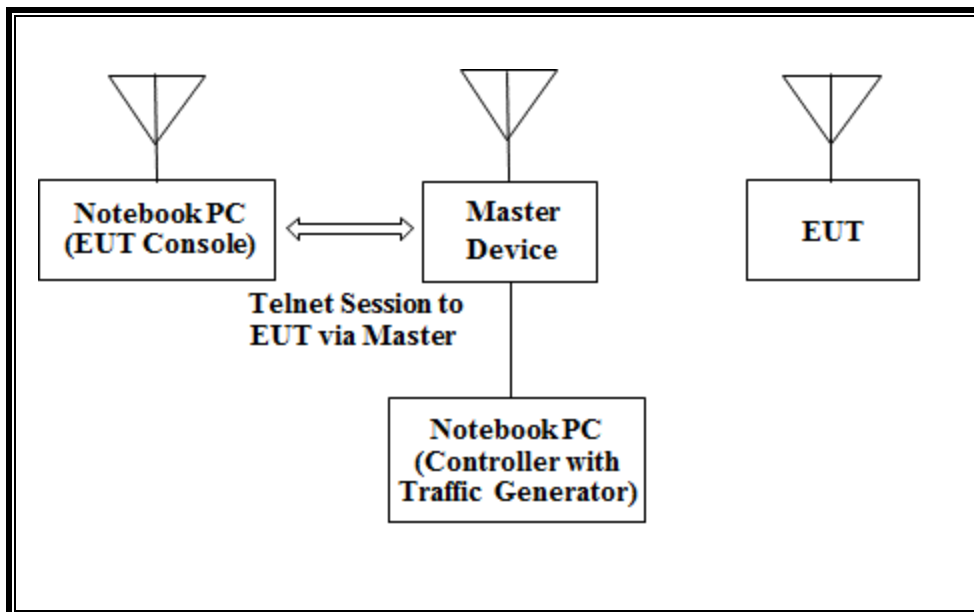 Notebook PC
(EUT Console)
Master
Device
EUT
Telnet Session to
EUT via Master
Notebook PC
(Controller with
Traffic Generator)